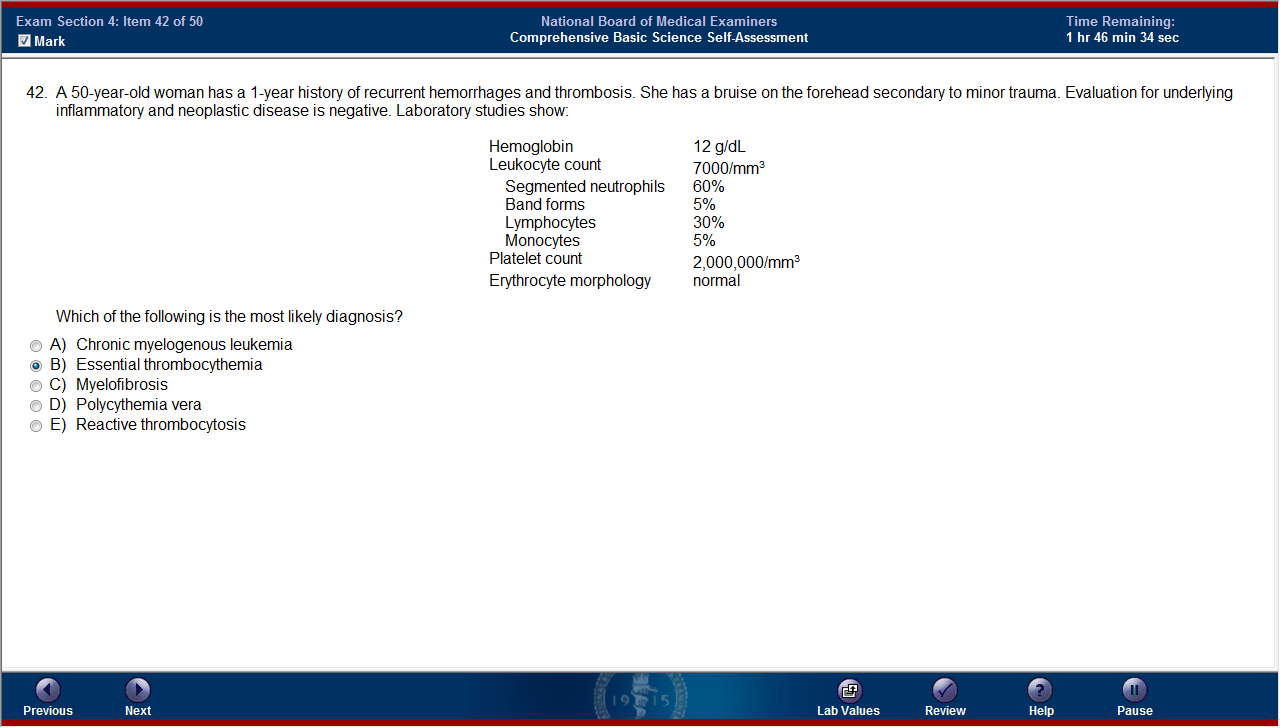 Exam Section 4: Item 42 of 50
National Board of Medical Examiners
Time Remaining:
Mark
Comprehensive Basic Science Self-Assessment
1 hr 46 min 34 sec
42. A 50-year-old woman has a 1-year history of recurrent hemorrhages and thrombosis. She has a bruise on the forehead secondary to minor trauma. Evaluation for underlying
inflammatory and neoplastic disease is negative. Laboratory studies show:
Hemoglobin 12 g/dL
Leukocyte count 7000/mm³
Segmented neutrophils 60%
Band forms 5%
Lymphocytes 30%
Monocytes 5%
Platelet count 2,000,000/mm³
Erythrocyte morphology normal
Which of the following is the most likely diagnosis?
A) Chronic myelogenous leukemia
B) Essential thrombocythemia
C) Myelofibrosis
D) Polycythemia vera
E) Reactive thrombocytosis
19 15
Previous
Next
Lab Values
Review
Help
Pause